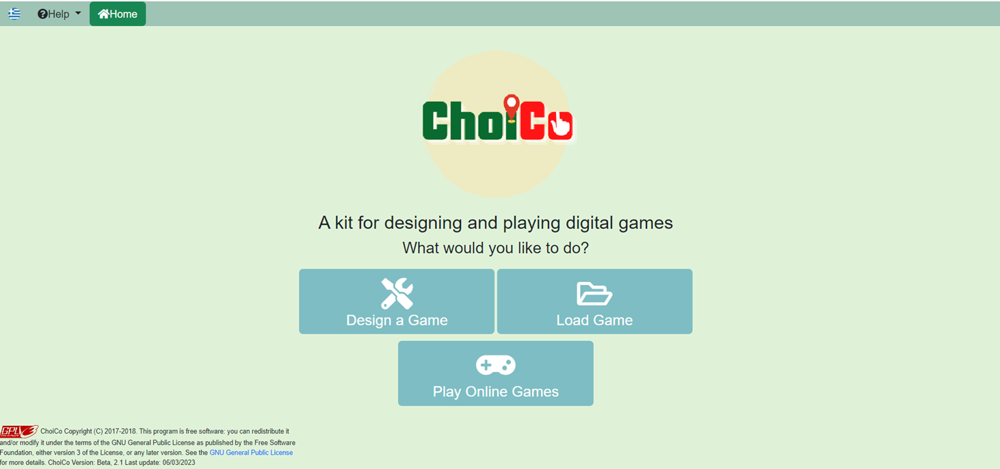 Help
Home
ChoiCo
A kit for designing and playing digital games
What would you like to do?
Design a Game
Load Game
Play Online Games
GPL 3 ChoiCo Copyright (C) 2017-2018. This program is free software: you can redistribute it
and/or modify it under the terms of the GNU General Public License as published by the Free Software
Foundation, either version 3 of the License, or any later version. See the GNU General Public License
for more details. ChoiCo Version: Beta, 2.1 Last update: 06/03/2023